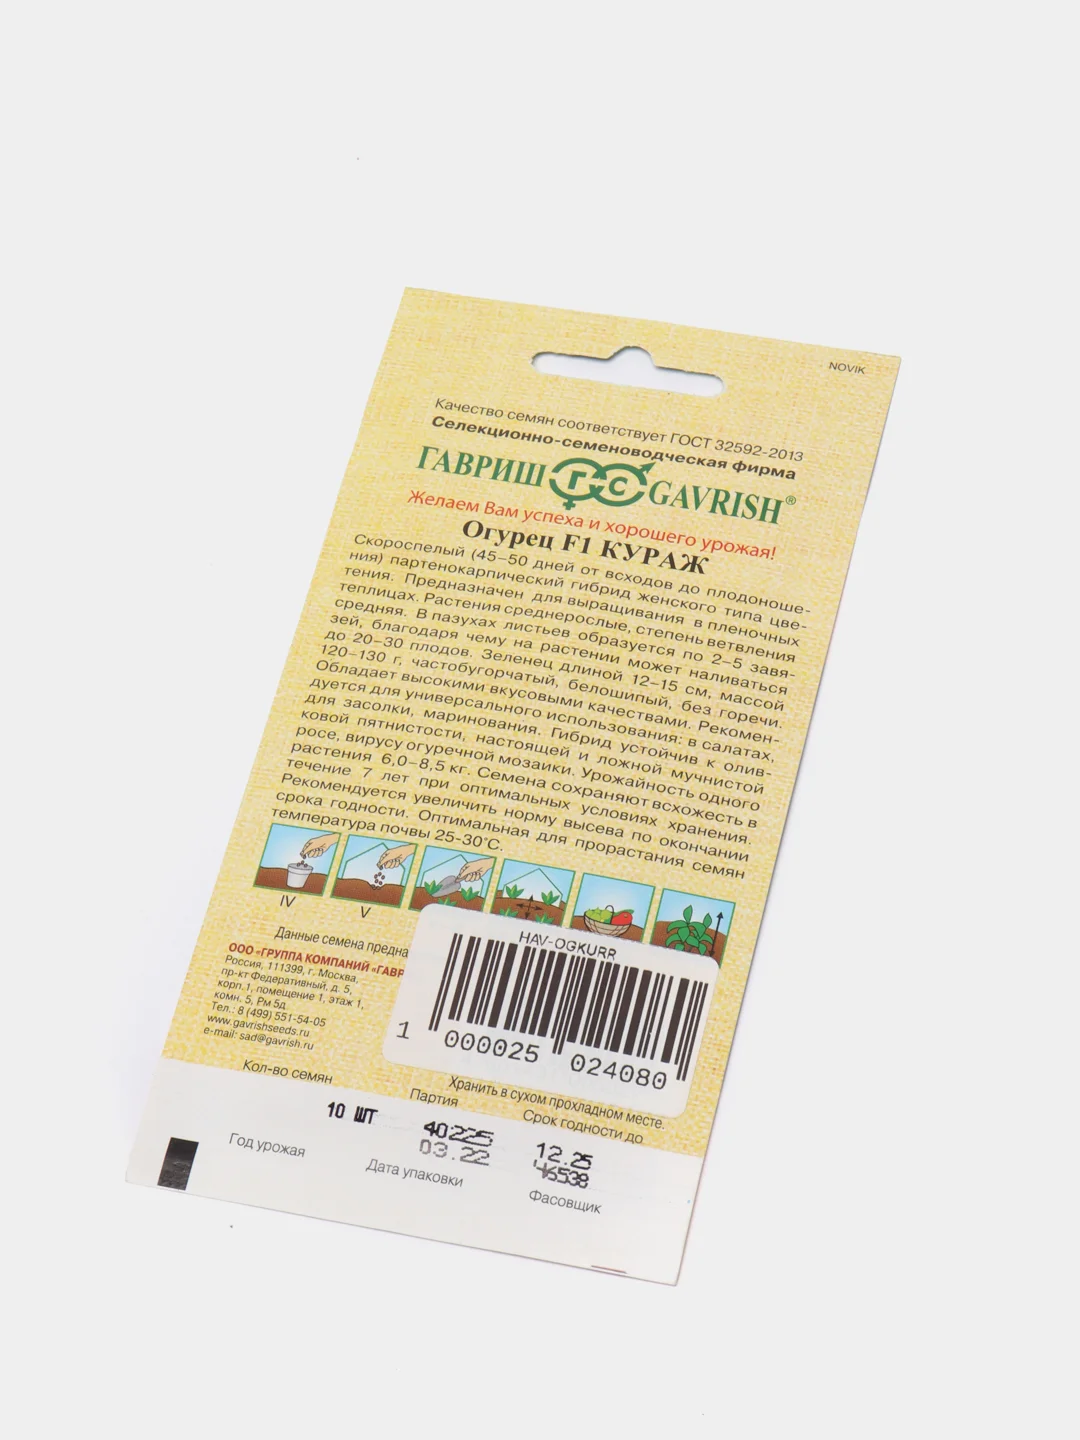 NOVIK
Качество семян соответствует ГОСТ 32592-2013
Селекционно-семеноводческая фирма
ГАВРИШ ГС GAVRISH®
Желаем Вам успеха и хорошего урожая!
Огурец F1 КУРАЖ
Скороспелый (45–50 дней от всходов до плодоноше-
ния) партенокарпический гибрид женского типа цве-
тения. Предназначен для выращивания в пленочных
теплицах. Растения среднерослые, степень ветвления
средняя. В пазухах листьев образуется по 2–5 завя-
зей, благодаря чему на растении может наливаться
до 20–30 плодов. Зеленец длиной 12–15 см, массой
120–130 г, частобугорчатый, белошипый, без горечи.
Обладает высокими вкусовыми качествами. Рекомен-
дуется для универсального использования: в салатах,
для засолки, маринования. Гибрид устойчив к олив-
ковой пятнистости, настоящей и ложной мучнистой
росе, вирусу огуречной мозаики. Урожайность одного
растения 6,0–8,5 кг. Семена сохраняют всхожесть в
течение 7 лет при оптимальных условиях хранения.
Рекомендуется увеличить норму высева по окончании
срока годности. Оптимальная для прорастания семян
температура почвы 25-30°С.
IV V
Данные семена предна
ООО «ГРУППА КОМПАНИЙ «ГАВР
Россия, 111399, г. Москва,
пр-кт Федеративный, д. 5,
корп.1, помещение 1, этаж 1,
комн. 5, Рм 5д
Тел.: 8 (499) 551-54-05
www.gavrishseeds.ru
e-mail: sad@gavrish.ru
HAV-OGKURR
1 000025 024080
Хранить в сухом прохладном месте.
Кол-во семян Партия Срок годности до
10 ШТ 40225 12.25
03.22 46538
Год урожая Дата упаковки Фасовщик